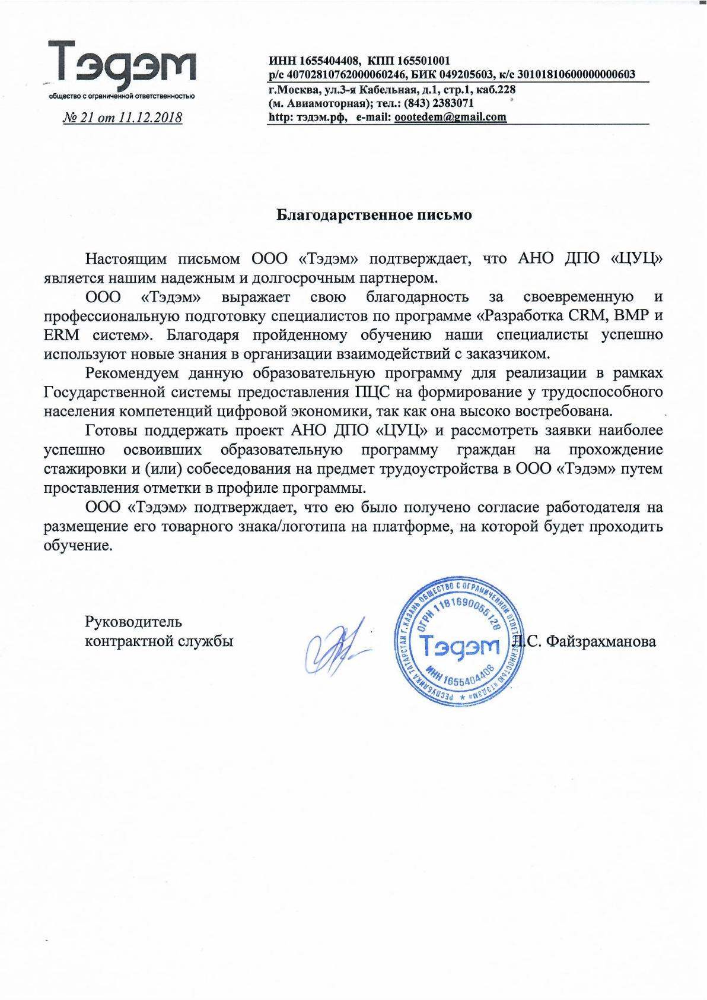 Тэдэм
общество с ограниченной ответственностью
№ 21 от 11.12.2018
ИНН 1655404408, КПП 165501001
р/с 40702810762000060246, БИК 049205603, к/с 30101810600000000603
г.Москва, ул.3-я Кабельная, д.1, стр.1, каб.228
(м. Авиамоторная); тел.: (843) 2383071
http: тэдэм.рф, e-mail: oootedem@gmail.com
Благодарственное письмо
Настоящим письмом ООО «Тэдэм» подтверждает, что АНО ДПО «ЦУЦ»
является нашим надежным и долгосрочным партнером.
ООО «Тэдэм» выражает свою благодарность за своевременную и
профессиональную подготовку специалистов по программе «Разработка CRM, BMP и
ERM систем». Благодаря пройденному обучению наши специалисты успешно
используют новые знания в организации взаимодействий с заказчиком.
Рекомендуем данную образовательную программу для реализации в рамках
Государственной системы предоставления ПЦС на формирование у трудоспособного
населения компетенций цифровой экономики, так как она высоко востребована.
Готовы поддержать проект АНО ДПО «ЦУЦ» и рассмотреть заявки наиболее
успешно освоивших образовательную программу граждан на прохождение
стажировки и (или) собеседования на предмет трудоустройства в ООО «Тэдэм» путем
проставления отметки в профиле программы.
ООО «Тэдэм» подтверждает, что ею было получено согласие работодателя на
размещение его товарного знака/логотипа на платформе, на которой будет проходить
обучение.
Руководитель
контрактной службы
Л.С. Файзрахманова
РЕСПУБЛИКА ТАТАРСТАН Г. КАЗАНЬ ОБЩЕСТВО С ОГРАНИЧЕННОЙ ОТВЕТСТВЕННОСТЬЮ "ТЭДЭМ" *
ОГРН 1181690055128
Тэдэм
ИНН 1655404408